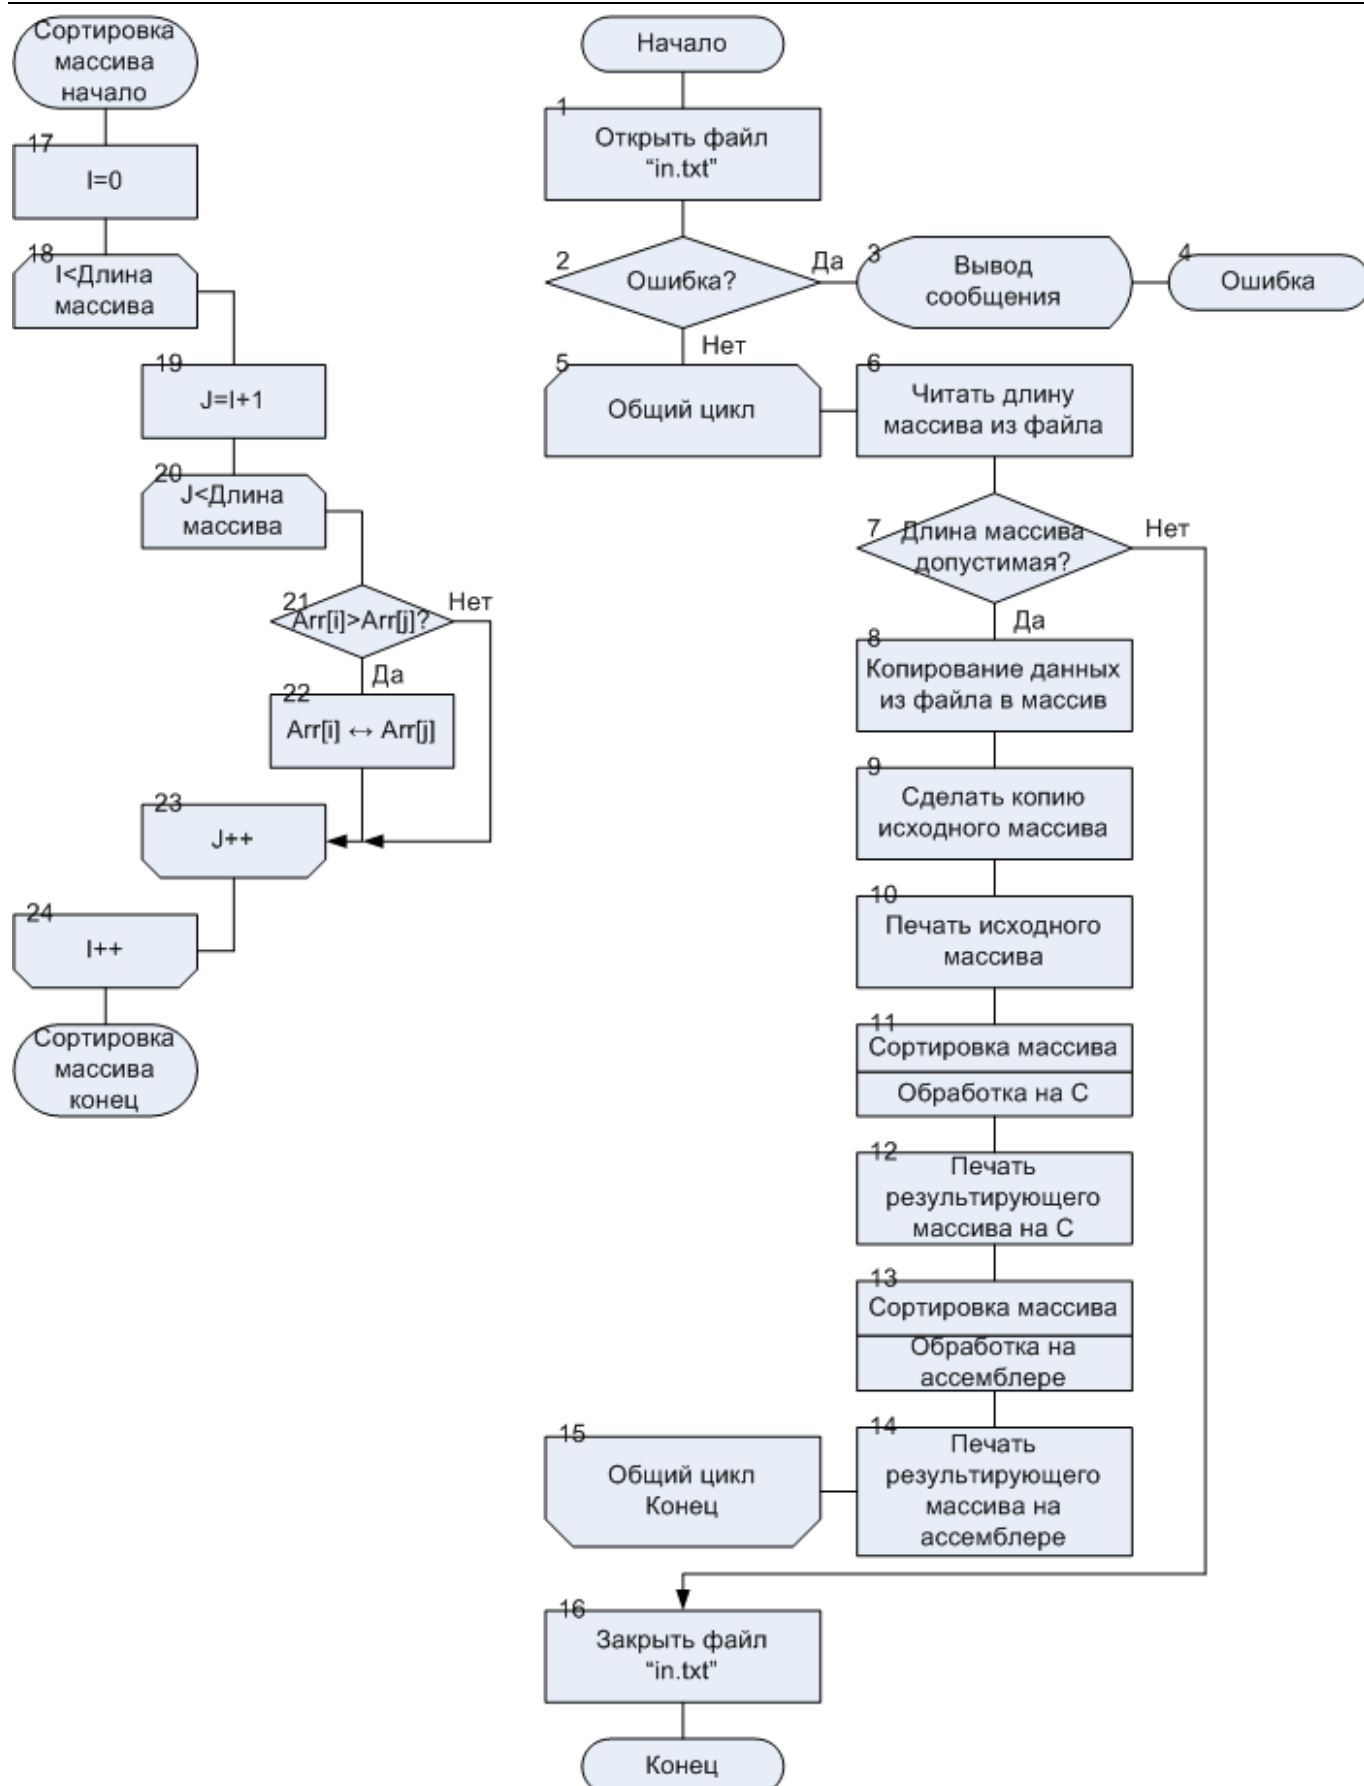 Сортировка
массива
начало
17
I=0
18
I<Длина
массива
19
J=I+1
20
J<Длина
массива
21
Arr[i]>Arr[j]?
Нет
Да
22
Arr[i] ↔ Arr[j]
23
J++
24
I++
Сортировка
массива
конец
Начало
1
Открыть файл
“in.txt”
2
Ошибка?
Да
3
Вывод
сообщения
4
Ошибка
Нет
5
Общий цикл
6
Читать длину
массива из файла
7
Длина массива
допустимая?
Нет
Да
8
Копирование данных
из файла в массив
9
Сделать копию
исходного массива
10
Печать исходного
массива
11
Сортировка массива
Обработка на С
12
Печать
результирующего
массива на С
13
Сортировка массива
Обработка на
ассемблере
14
Печать
результирующего
массива на
ассемблере
15
Общий цикл
Конец
16
Закрыть файл
“in.txt”
Конец